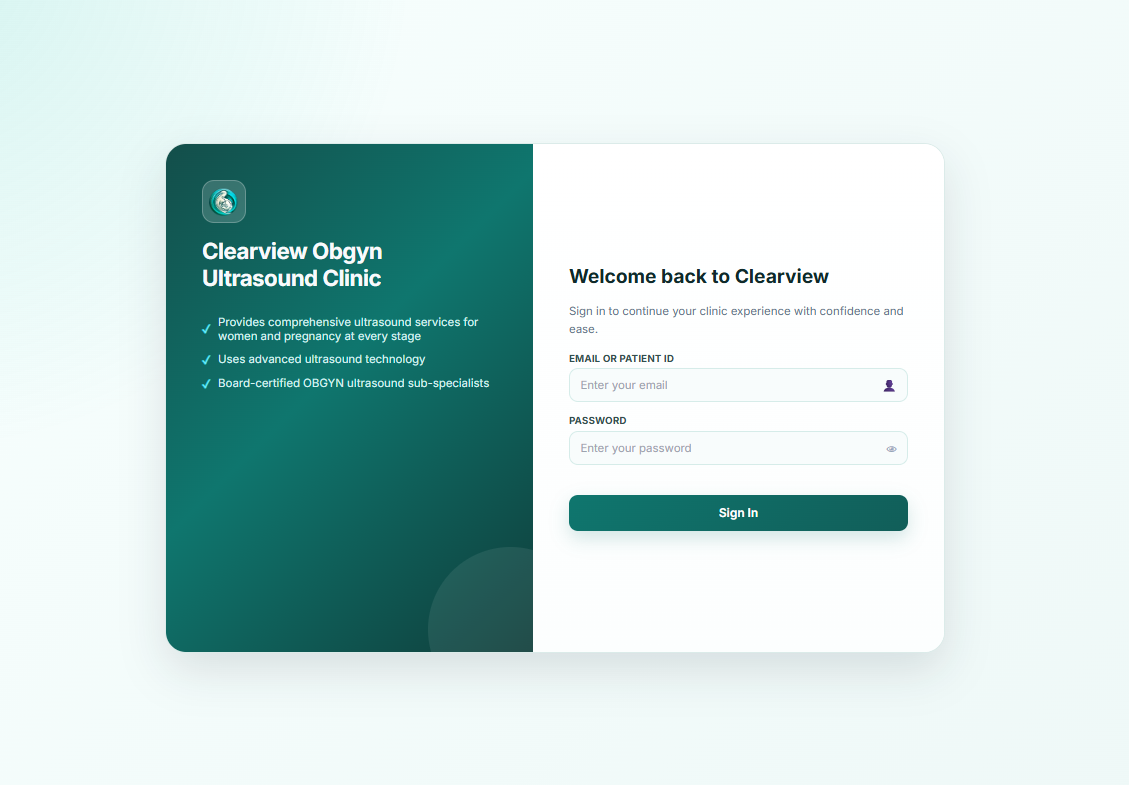 Clearview Obgyn
Ultrasound Clinic
Provides comprehensive ultrasound services for
women and pregnancy at every stage
Uses advanced ultrasound technology
Board-certified OBGYN ultrasound sub-specialists
Welcome back to Clearview
Sign in to continue your clinic experience with confidence and
ease.
EMAIL OR PATIENT ID
Enter your email
PASSWORD
Enter your password
Sign In